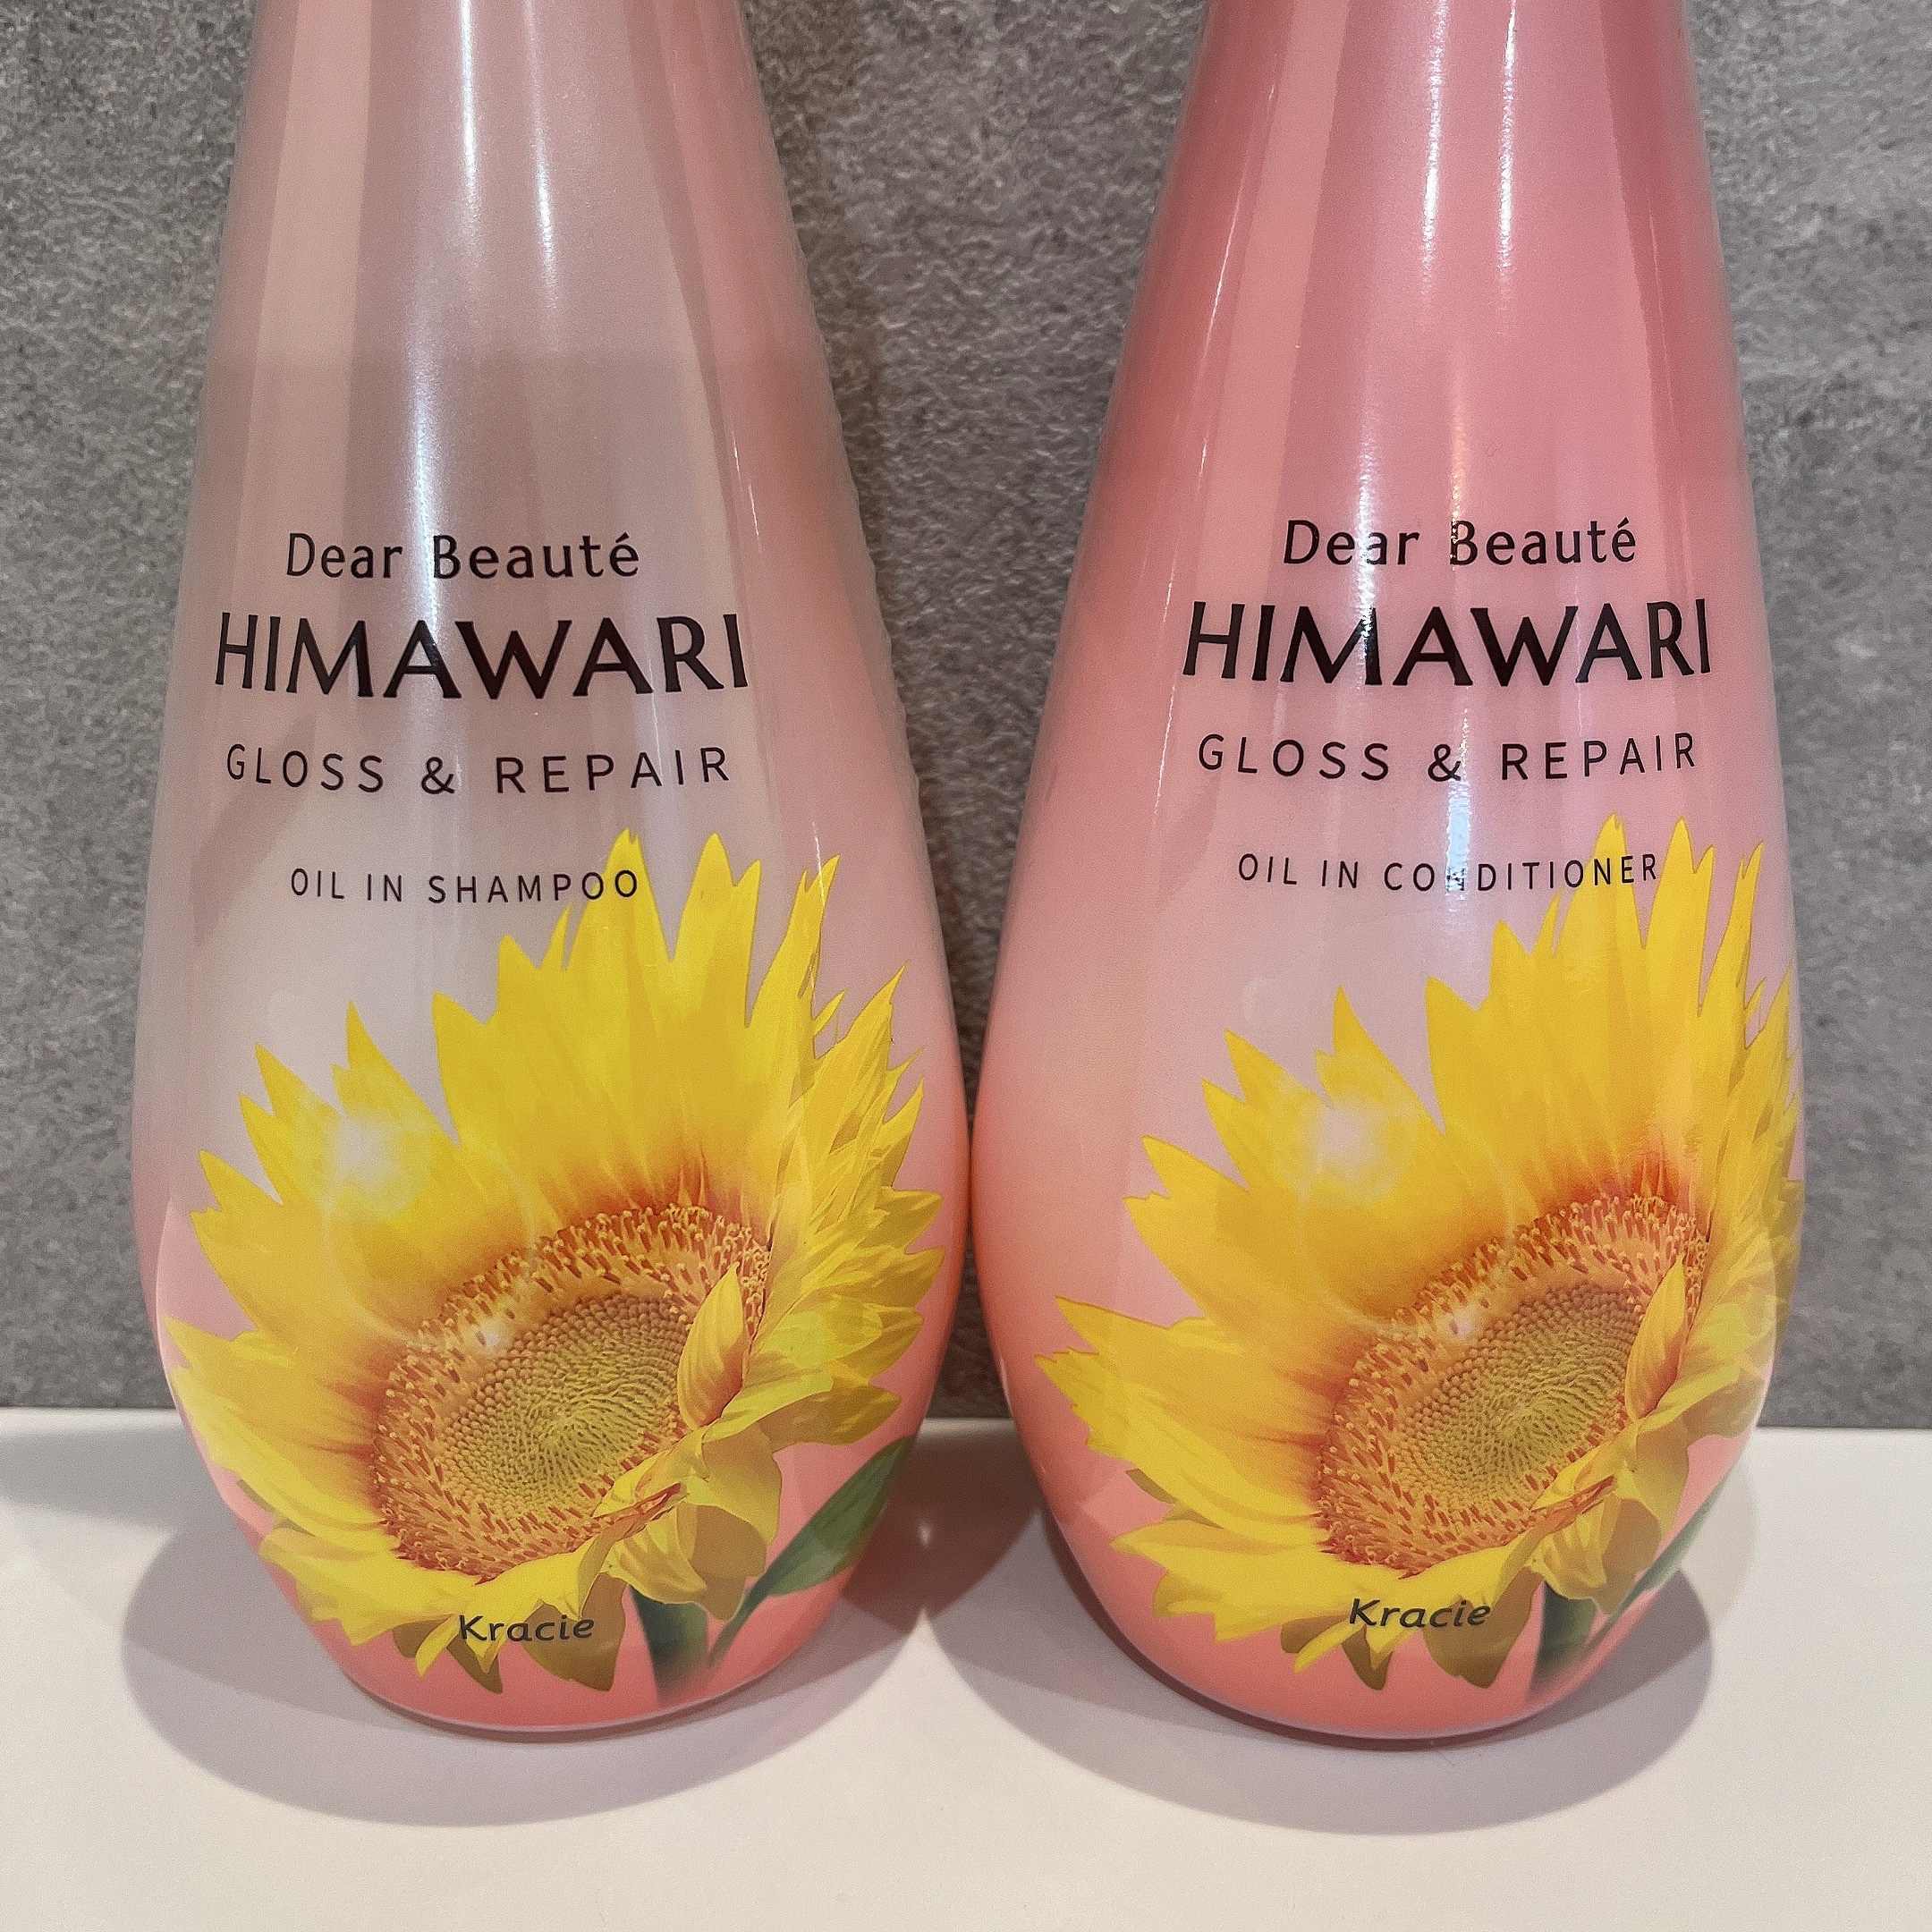 Dear Beauté
HIMAWARI
GLOSS & REPAIR
OIL IN SHAMPOO
Kracie
Dear Beauté
HIMAWARI
GLOSS & REPAIR
OIL IN CONDITIONER
Kracie